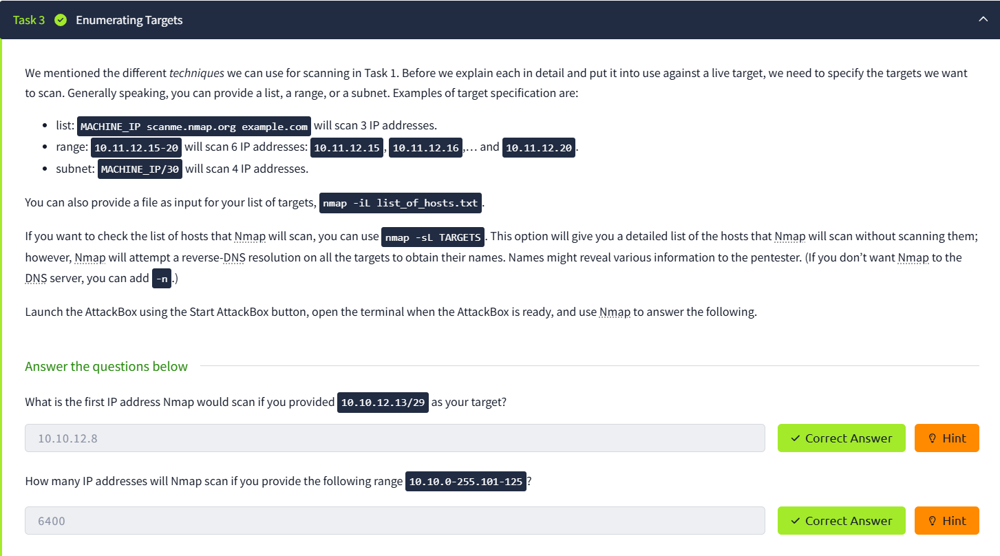 Task 3 Enumerating Targets
We mentioned the different techniques we can use for scanning in Task 1. Before we explain each in detail and put it into use against a live target, we need to specify the targets we want
to scan. Generally speaking, you can provide a list, a range, or a subnet. Examples of target specification are:
• list: MACHINE_IP scanme.nmap.org example.com will scan 3 IP addresses.
• range: 10.11.12.15-20 will scan 6 IP addresses: 10.11.12.15, 10.11.12.16,… and 10.11.12.20.
• subnet: MACHINE_IP/30 will scan 4 IP addresses.
You can also provide a file as input for your list of targets, nmap -iL list_of_hosts.txt.
If you want to check the list of hosts that Nmap will scan, you can use nmap -sL TARGETS. This option will give you a detailed list of the hosts that Nmap will scan without scanning them;
however, Nmap will attempt a reverse-DNS resolution on all the targets to obtain their names. Names might reveal various information to the pentester. (If you don’t want Nmap to the
DNS server, you can add -n.)
Launch the AttackBox using the Start AttackBox button, open the terminal when the AttackBox is ready, and use Nmap to answer the following.
Answer the questions below
What is the first IP address Nmap would scan if you provided 10.10.12.13/29 as your target?
10.10.12.8 Correct Answer Hint
How many IP addresses will Nmap scan if you provide the following range 10.10.0-255.101-125?
6400 Correct Answer Hint